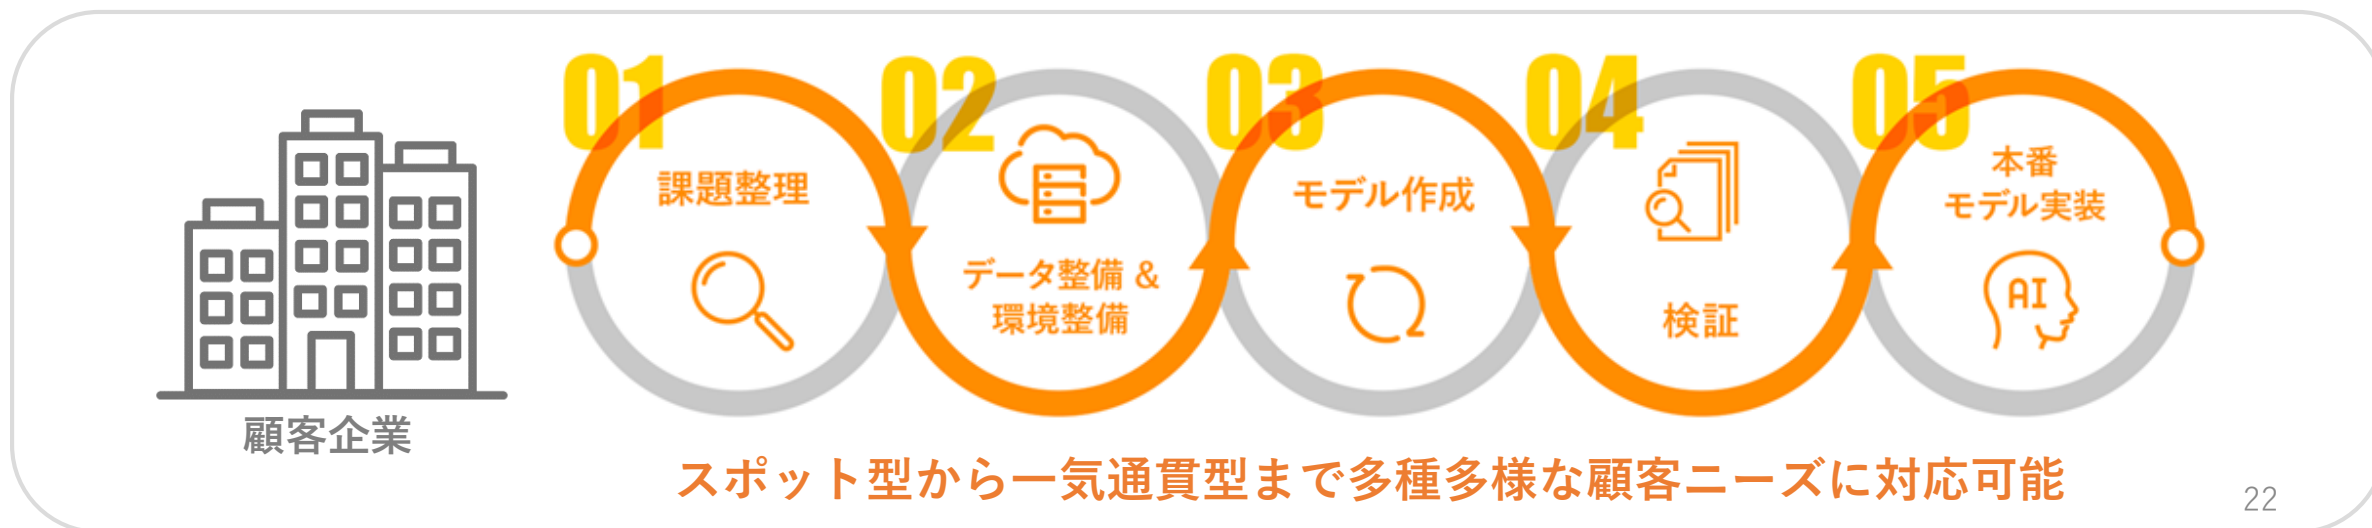 顧客企業
01
課題整理
02
データ整備 &
環境整備
03
モデル作成
04
検証
05
本番
モデル実装
AI
スポット型から一気通貫型まで多種多様な顧客ニーズに対応可能
22